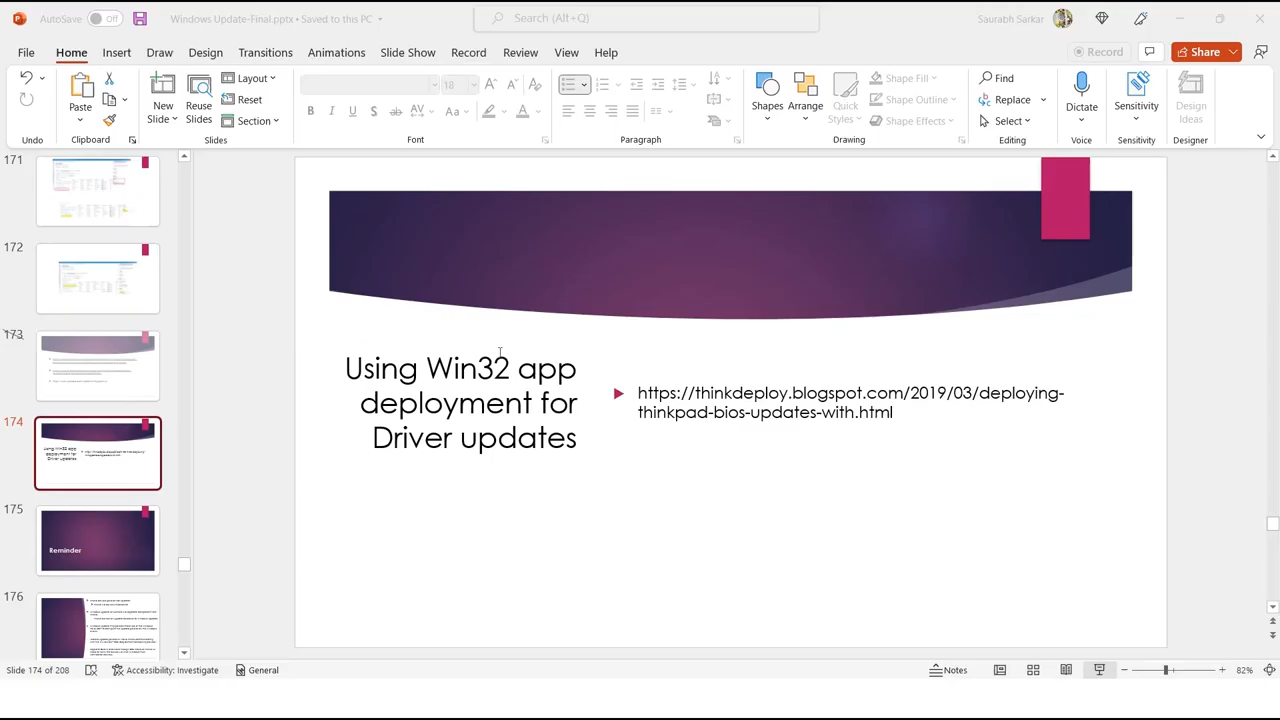 AutoSave Off Windows Update-Final.pptx • Saved to this PC Search (Alt+Q) Saurabh Sarkar
File Home Insert Draw Design Transitions Animations Slide Show Record Review View Help Record Share
Paste New Slide Reuse Slides Layout Reset Section 18 Aa Shapes Arrange Quick Styles Shape Fill Shape Outline Shape Effects Find Replace Select Dictate Sensitivity Design Ideas
Undo Clipboard Slides Font Paragraph Drawing Editing Voice Sensitivity Designer
171
172
173
174
175
Reminder
176
Using Win32 app
deployment for
Driver updates
https://thinkdeploy.blogspot.com/2019/03/deploying-
thinkpad-bios-updates-with.html
Slide 174 of 208 Accessibility: Investigate General Notes 82%